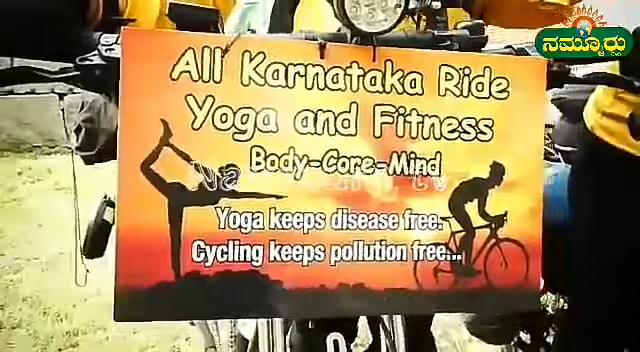 ನಮ್ಮೂರು
All Karnataka Ride
Yoga and Fitness
Body-Core-Mind
Yoga keeps disease free.
Cycling keeps pollution free...